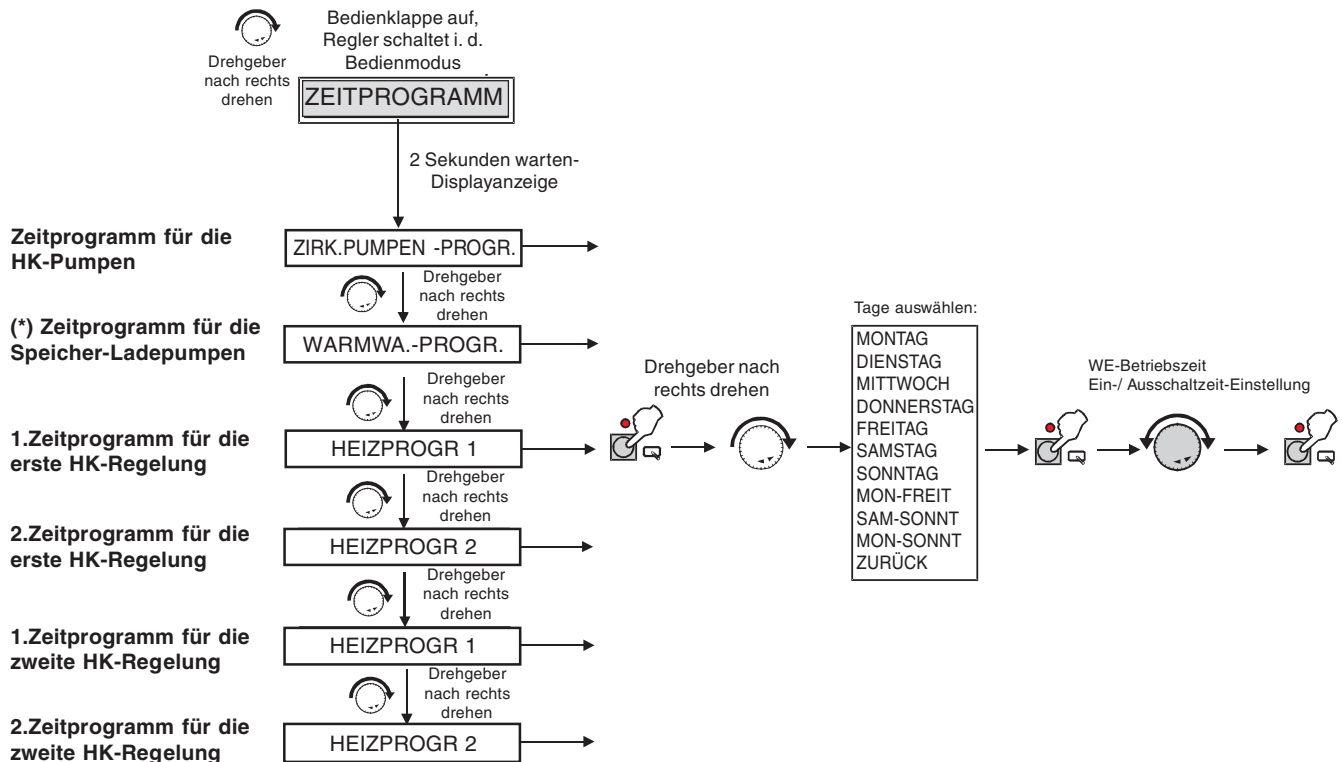 Bedienklappe auf,
Regler schaltet i. d.
Bedienmodus
Drehgeber
nach rechts
drehen
ZEITPROGRAMM
2 Sekunden warten-
Displayanzeige
Zeitprogramm für die
HK-Pumpen
ZIRK.PUMPEN -PROGR.
Drehgeber
nach rechts
drehen
(*) Zeitprogramm für die
Speicher-Ladepumpen
WARMWA.-PROGR.
Drehgeber
nach rechts
drehen
1.Zeitprogramm für die
erste HK-Regelung
HEIZPROGR 1
Drehgeber nach
rechts drehen
Tage auswählen:
MONTAG
DIENSTAG
MITTWOCH
DONNERSTAG
FREITAG
SAMSTAG
SONNTAG
MON-FREIT
SAM-SONNT
MON-SONNT
ZURÜCK
WE-Betriebszeit
Ein-/ Ausschaltzeit-Einstellung
Drehgeber
nach rechts
drehen
2.Zeitprogramm für die
erste HK-Regelung
HEIZPROGR 2
Drehgeber
nach rechts
drehen
1.Zeitprogramm für die
zweite HK-Regelung
HEIZPROGR 1
Drehgeber
nach rechts
drehen
2.Zeitprogramm für die
zweite HK-Regelung
HEIZPROGR 2